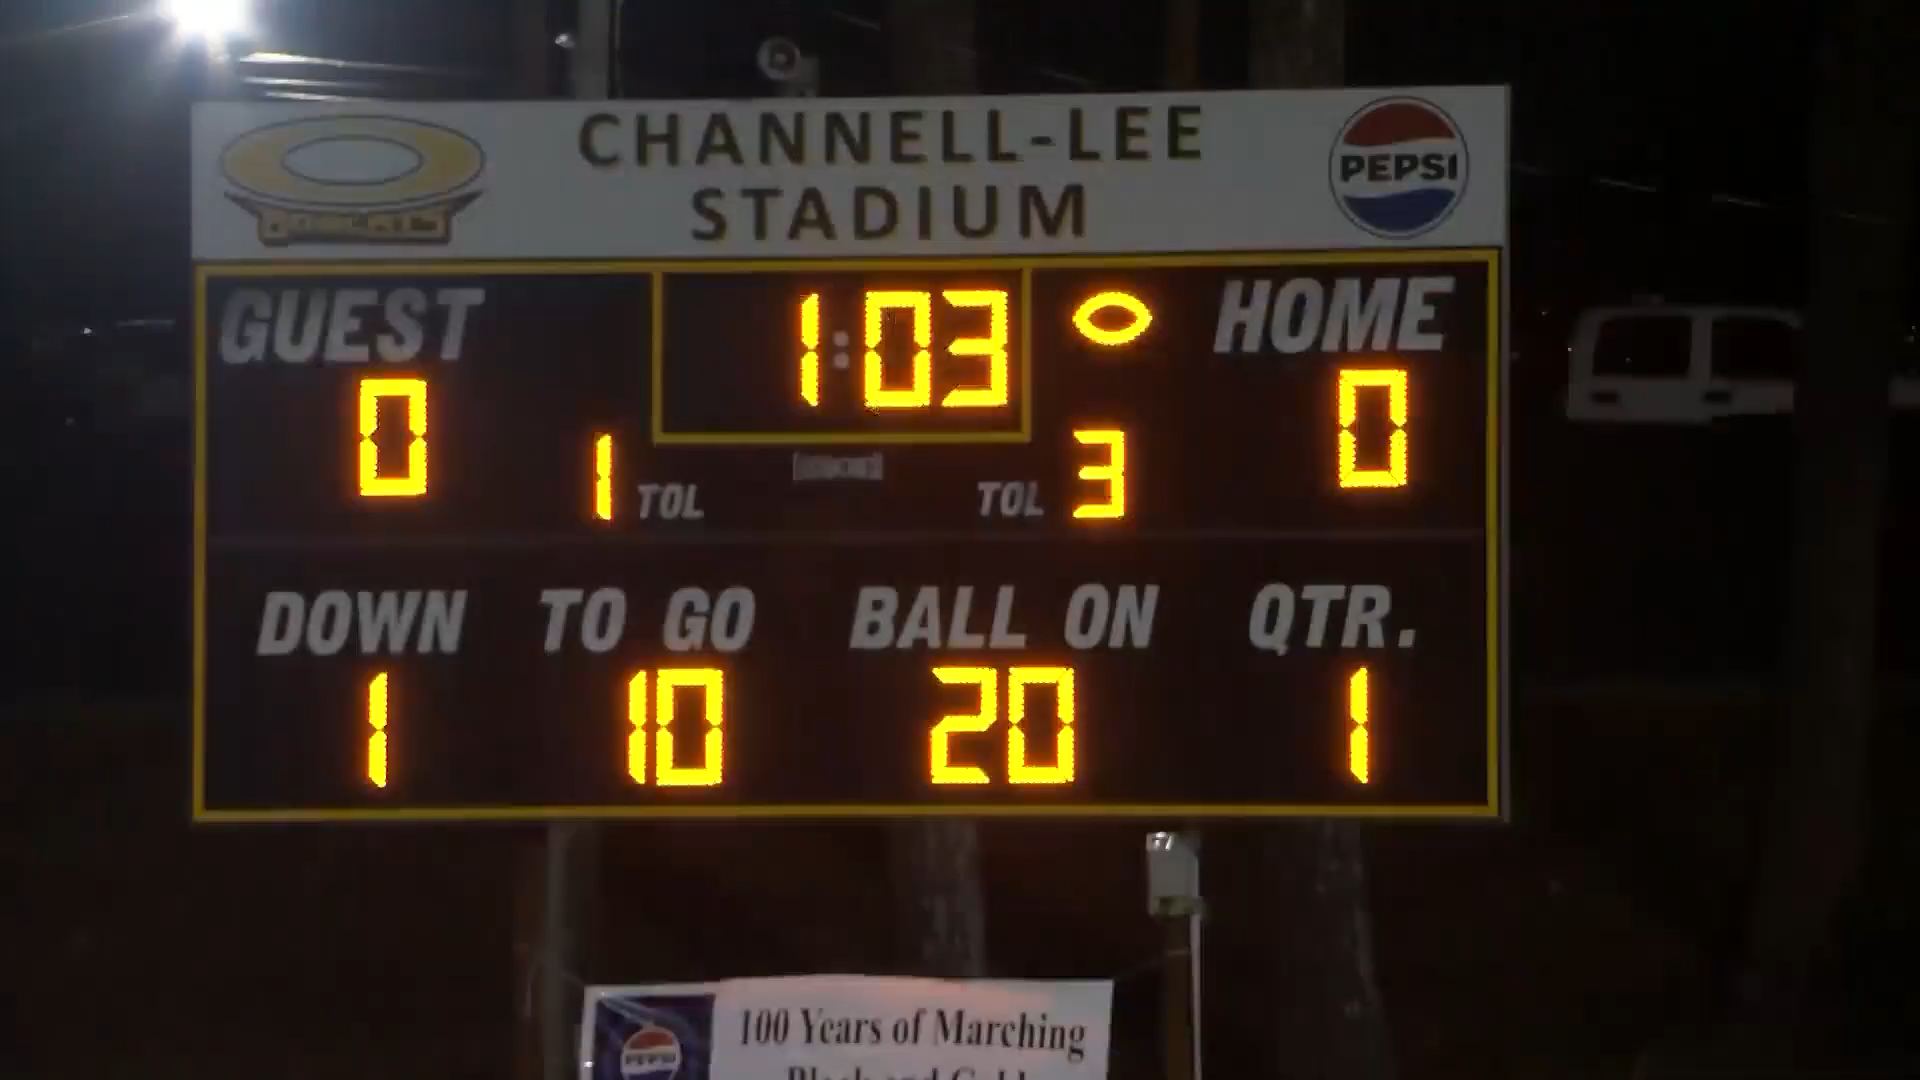 CHANNELL-LEE
STADIUM
PEPSI
GUEST
1:03
HOME
0
0
1 TOL
TOL 3
DOWN
TO GO
BALL ON
QTR.
1
10
20
1
PEPSI
100 Years of Marching